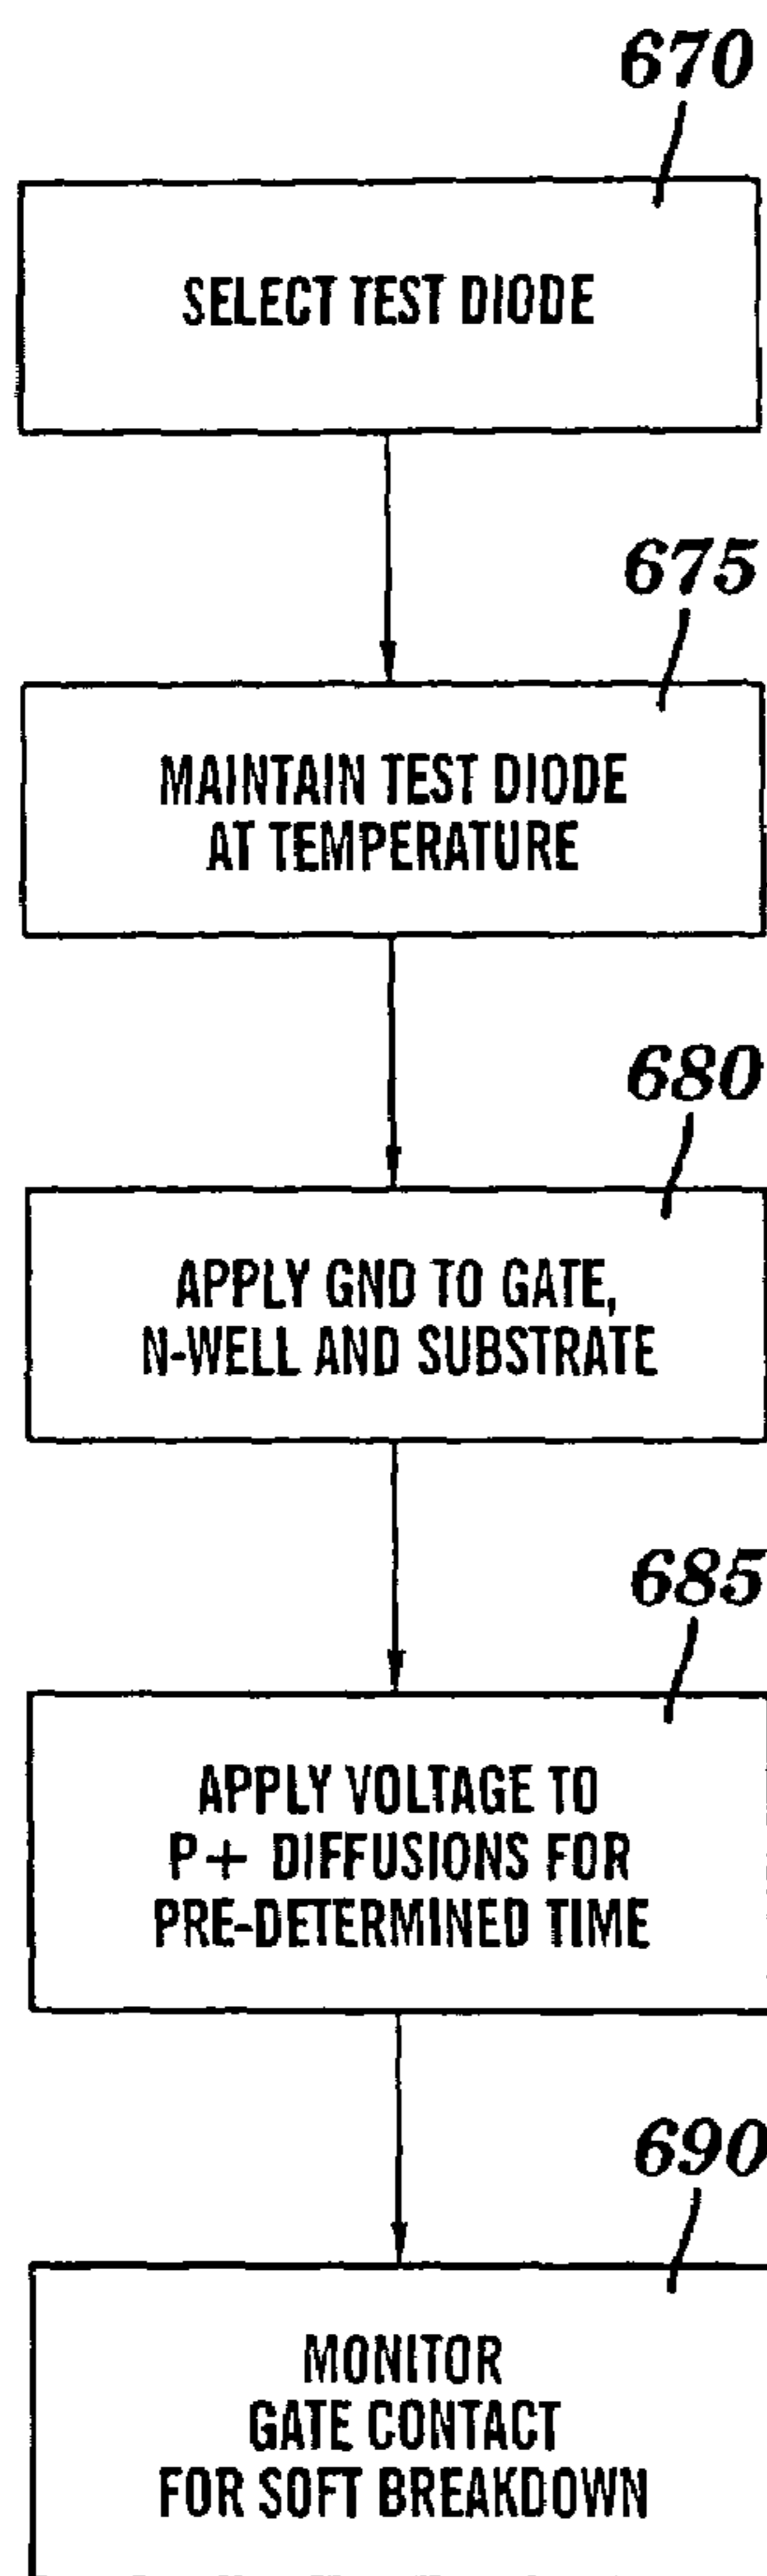 670
SELECT TEST DIODE
675
MAINTAIN TEST DIODE
AT TEMPERATURE
680
APPLY GND TO GATE,
N-WELL AND SUBSTRATE
685
APPLY VOLTAGE TO
P+ DIFFUSIONS FOR
PRE-DETERMINED TIME
690
MONITOR
GATE CONTACT
FOR SOFT BREAKDOWN